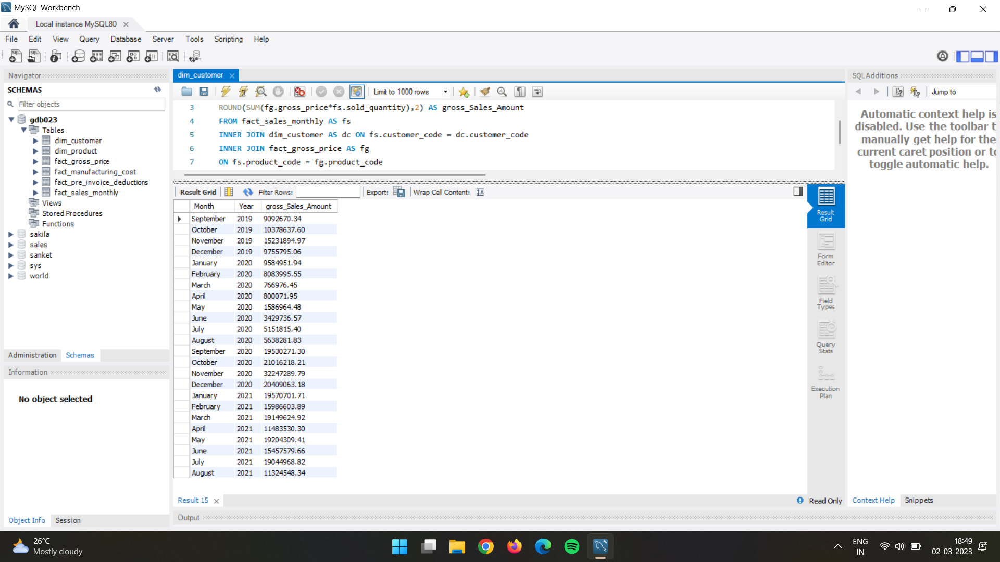 MySQL Workbench
Local instance MySQL80
File Edit View Query Database Server Tools Scripting Help
Navigator
SCHEMAS
Filter objects
gdb023
Tables
dim_customer
dim_product
fact_gross_price
fact_manufacturing_cost
fact_pre_invoice_deductions
fact_sales_monthly
Views
Stored Procedures
Functions
sakila
sales
sanket
sys
world
Administration Schemas
Information
No object selected
Object Info Session
dim_customer
Limit to 1000 rows
3 ROUND(SUM(fg.gross_price*fs.sold_quantity),2) AS gross_Sales_Amount
4 FROM fact_sales_monthly AS fs
5 INNER JOIN dim_customer AS dc ON fs.customer_code = dc.customer_code
6 INNER JOIN fact_gross_price AS fg
7 ON fs.product_code = fg.product_code
Result Grid Filter Rows: Export: Wrap Cell Content:
Month Year gross_Sales_Amount
September 2019 9092670.34
October 2019 10378637.60
November 2019 15231894.97
December 2019 9755795.06
January 2020 9584951.94
February 2020 8083995.55
March 2020 766976.45
April 2020 800071.95
May 2020 1586964.48
June 2020 3429736.57
July 2020 5151815.40
August 2020 5638281.83
September 2020 19530271.30
October 2020 21016218.21
November 2020 32247289.79
December 2020 20409063.18
January 2021 19570701.71
February 2021 15986603.89
March 2021 19149624.92
April 2021 11483530.30
May 2021 19204309.41
June 2021 15457579.66
July 2021 19044968.82
August 2021 11324548.34
Result
Grid
Form
Editor
Field
Types
Query
Stats
Execution
Plan
Result 15
Read Only
Output
SQLAdditions
Jump to
Automatic context help is
disabled. Use the toolbar t
manually get help for the
current caret position or to
toggle automatic help.
Context Help Snippets
26°C
Mostly cloudy
ENG
IN
18:49
02-03-2023